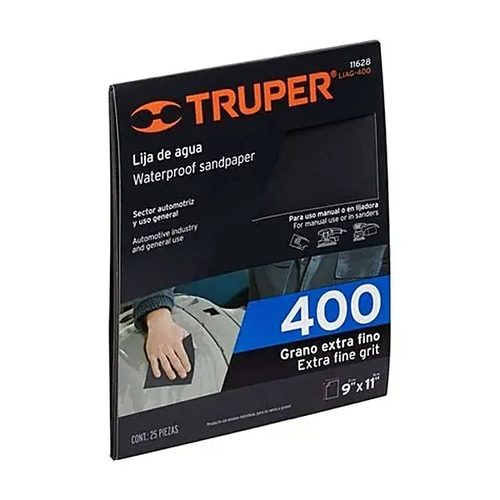 11628
LIAG-400
TRUPER®
Lija de agua
Waterproof sandpaper
Sector automotriz
y uso general
Automotive industry
and general use
Para uso manual o en lijadora
For manual use or in sanders
400
Grano extra fino
Extra fine grit
9" x 11"
CONT.: 25 PIEZAS